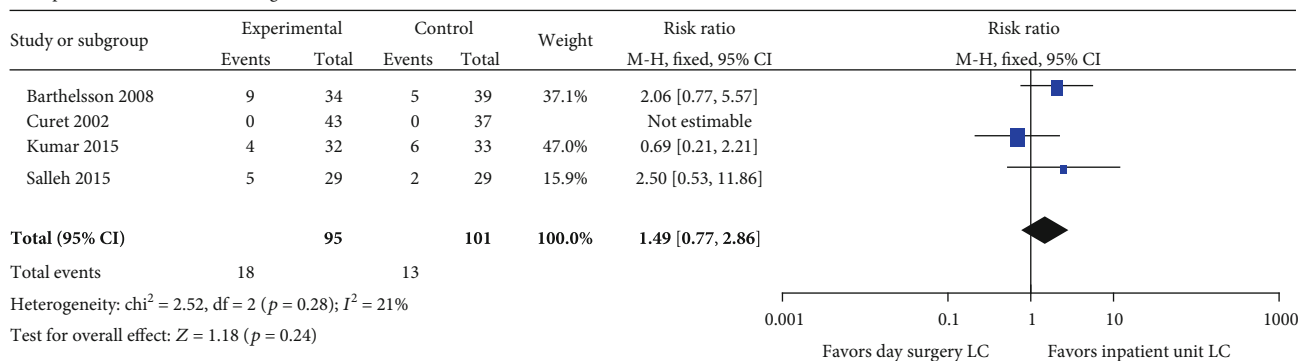 Study or subgroup Experimental Control Weight Risk ratio Risk ratio
Events Total Events Total M-H, fixed, 95% CI M-H, fixed, 95% CI
Barthelsson 2008 9 34 5 39 37.1% 2.06 [0.77, 5.57]
Curet 2002 0 43 0 37 Not estimable
Kumar 2015 4 32 6 33 47.0% 0.69 [0.21, 2.21]
Salleh 2015 5 29 2 29 15.9% 2.50 [0.53, 11.86]
Total (95% CI) 95 101 100.0% 1.49 [0.77, 2.86]
Total events 18 13
Heterogeneity: chi² = 2.52, df = 2 (p = 0.28); I² = 21%
Test for overall effect: Z = 1.18 (p = 0.24)
0.001 0.1 1 10 1000
Favors day surgery LC Favors inpatient unit LC